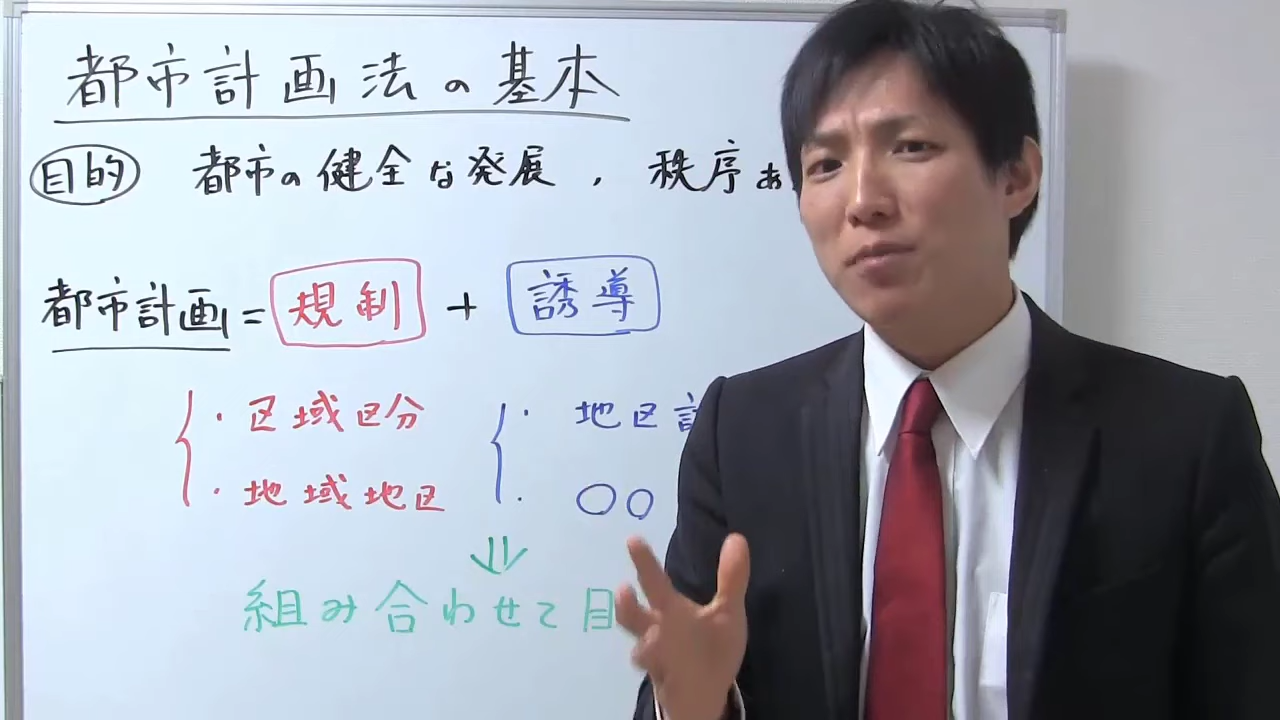 都市計画法の基本
目的 都市の健全な発展, 秩序あ
都市計画=規制+誘導
・区域区分 ・地区計
・地域地区 ・○○
⇓
組み合わせて目